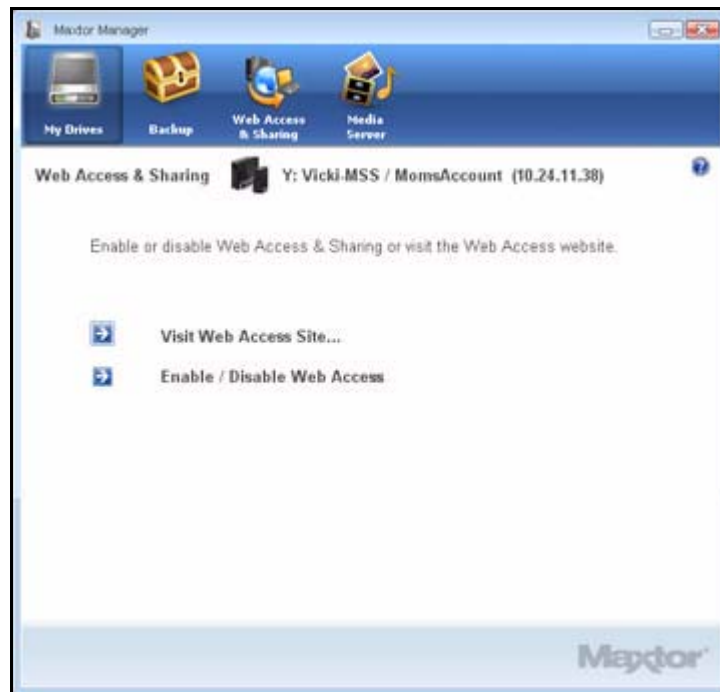 Maxtor Manager
My Drives
Backup
Web Access
& Sharing
Media
Server
Web Access & Sharing
Y: Vicki-MSS / MomsAccount (10.24.11.38)
?
Enable or disable Web Access & Sharing or visit the Web Access website.
Visit Web Access Site...
Enable / Disable Web Access
Maxtor